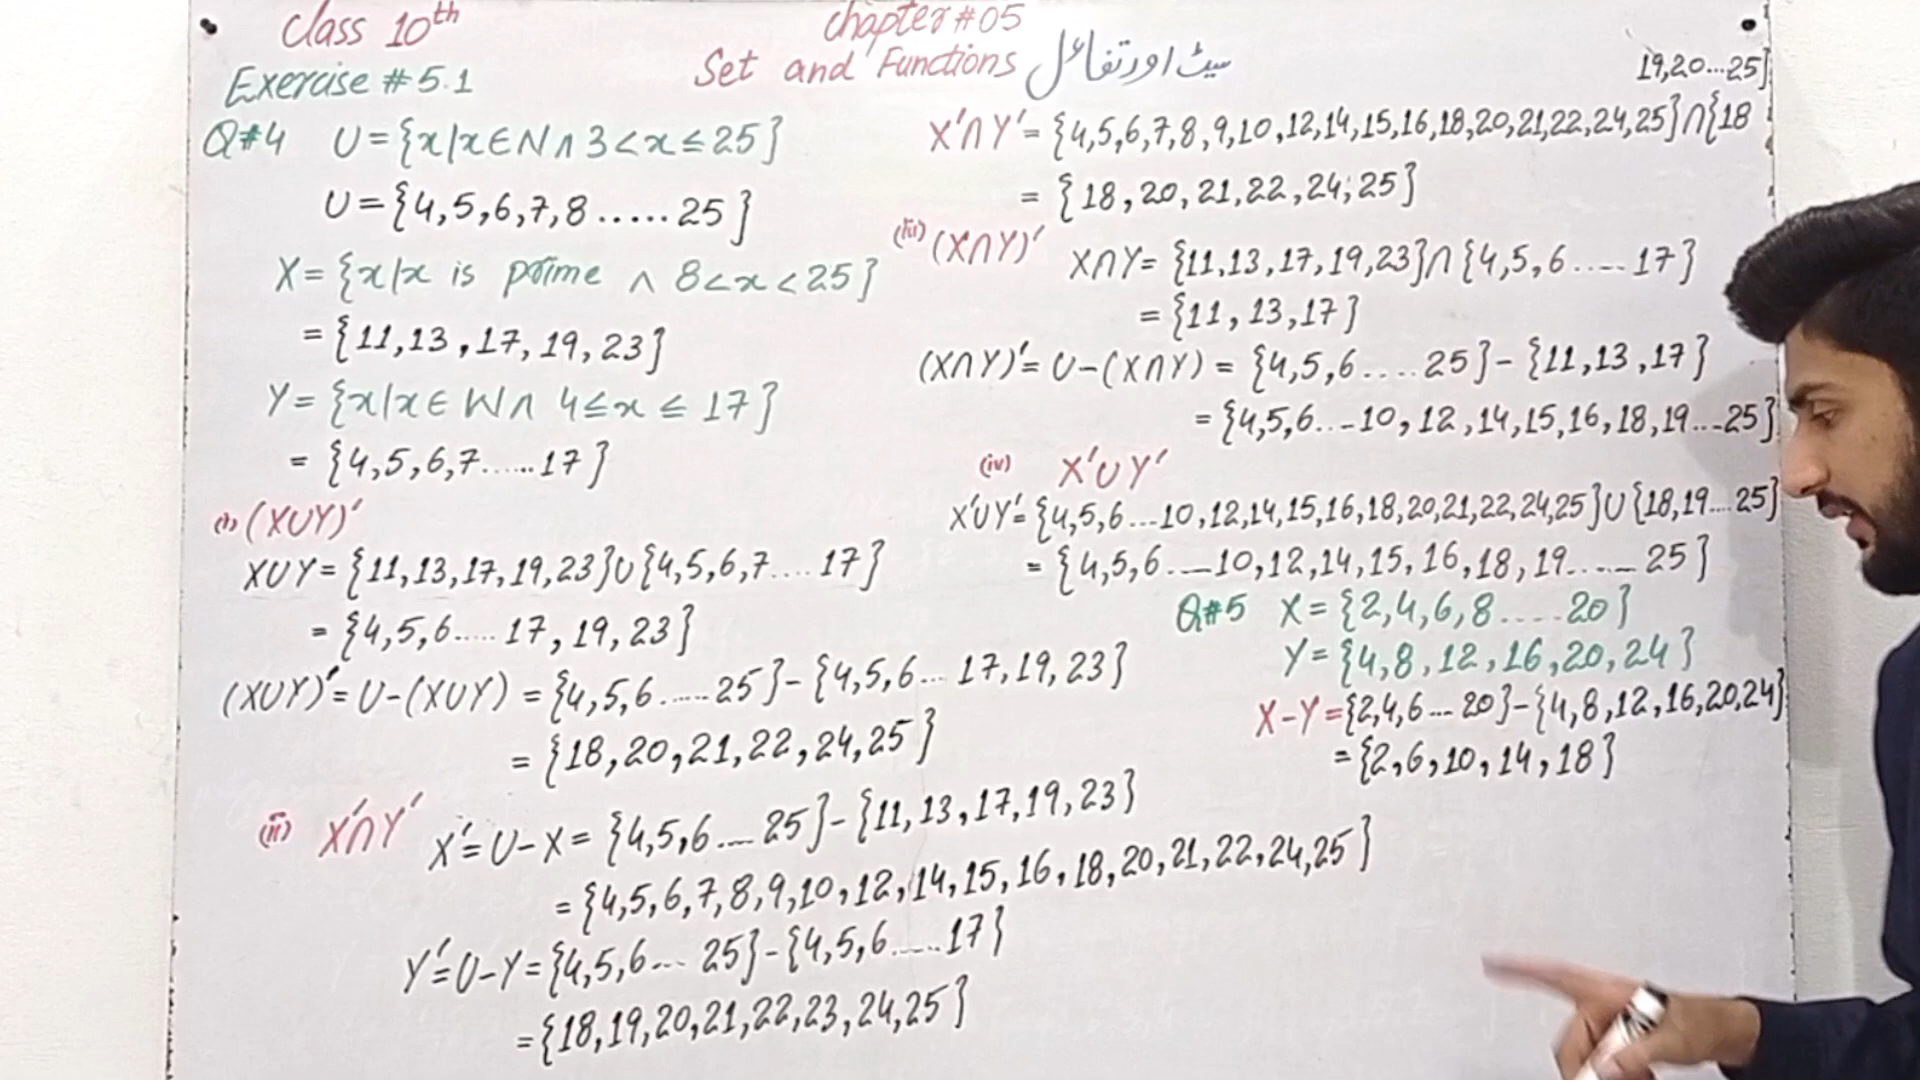 Class 10th
Chapter # 05
Exercise # 5.1
Set and Functions سیٹ اور تفاعل
Q#4 U = {x|x ∈ N ∧ 3 < x ≤ 25}
U = {4,5,6,7,8.....25}
X = {x|x is prime ∧ 8 < x < 25}
= {11,13,17,19,23}
Y = {x|x ∈ W ∧ 4 ≤ x ≤ 17}
= {4,5,6,7......17}
(i) (X∪Y)′
X∪Y = {11,13,17,19,23}∪{4,5,6,7....17}
= {4,5,6.....17,19,23}
(X∪Y)′ = U-(X∪Y) = {4,5,6......25}-{4,5,6...17,19,23}
= {18,20,21,22,24,25}
(ii) X′∩Y′ X′ = U-X = {4,5,6....25}-{11,13,17,19,23}
= {4,5,6,7,8,9,10,12,14,15,16,18,20,21,22,24,25}
Y′ = U-Y = {4,5,6...25}-{4,5,6.....17}
= {18,19,20,21,22,23,24,25}
19,20...25}
X′∩Y′ = {4,5,6,7,8,9,10,12,14,15,16,18,20,21,22,24,25}∩{18
= {18,20,21,22,24,25}
(iii) (X∩Y)′ X∩Y = {11,13,17,19,23}∩{4,5,6.....17}
= {11,13,17}
(X∩Y)′ = U-(X∩Y) = {4,5,6....25}-{11,13,17}
= {4,5,6...10,12,14,15,16,18,19...25}
(iv) X′∪Y′
X′∪Y′ = {4,5,6...10,12,14,15,16,18,20,21,22,24,25}∪{18,19...25}
= {4,5,6....10,12,14,15,16,18,19.....25}
Q#5 X = {2,4,6,8....20}
Y = {4,8,12,16,20,24}
X-Y = {2,4,6...20}-{4,8,12,16,20,24}
= {2,6,10,14,18}